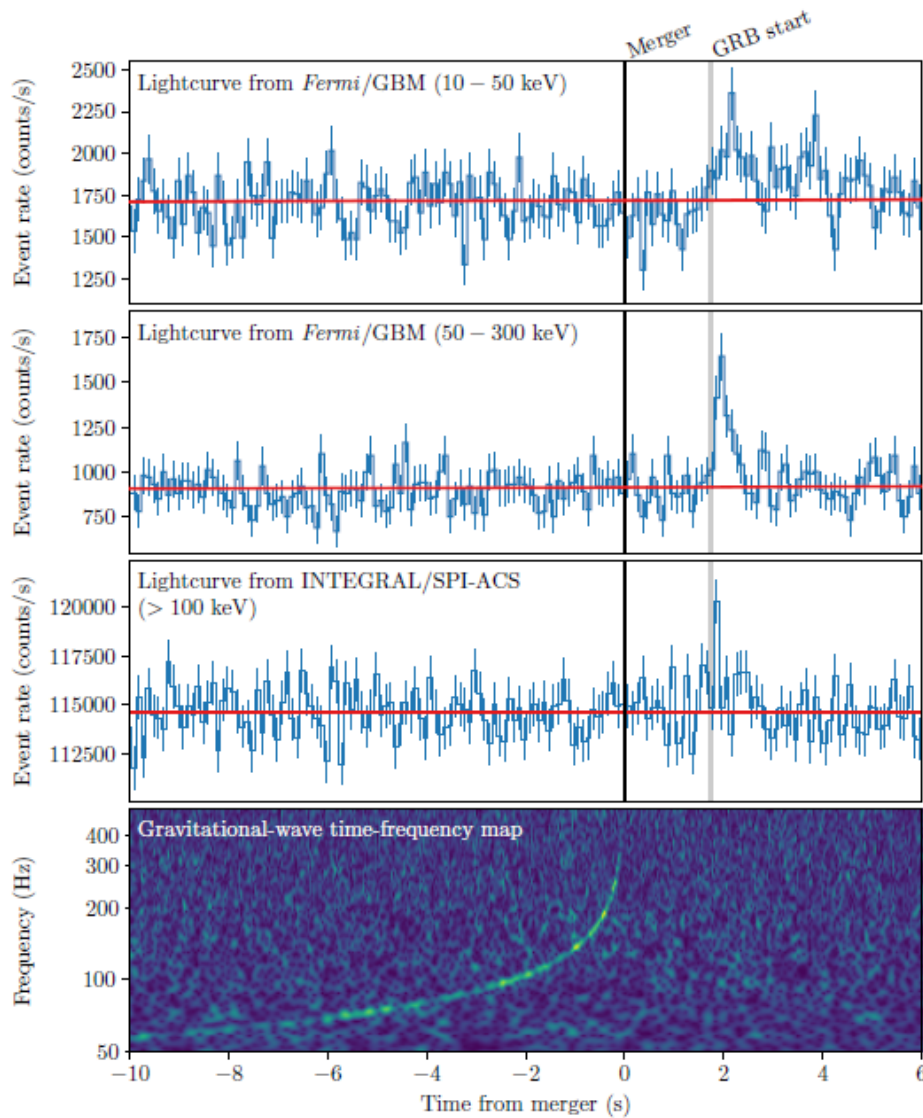 Merger
GRB start
Lightcurve from Fermi/GBM (10 − 50 keV)
Event rate (counts/s)
2500
2250
2000
1750
1500
1250
Lightcurve from Fermi/GBM (50 − 300 keV)
Event rate (counts/s)
1750
1500
1250
1000
750
Lightcurve from INTEGRAL/SPI-ACS
(> 100 keV)
Event rate (counts/s)
120000
117500
115000
112500
Gravitational-wave time-frequency map
Frequency (Hz)
400
300
200
100
50
−10 −8 −6 −4 −2 0 2 4 6
Time from merger (s)